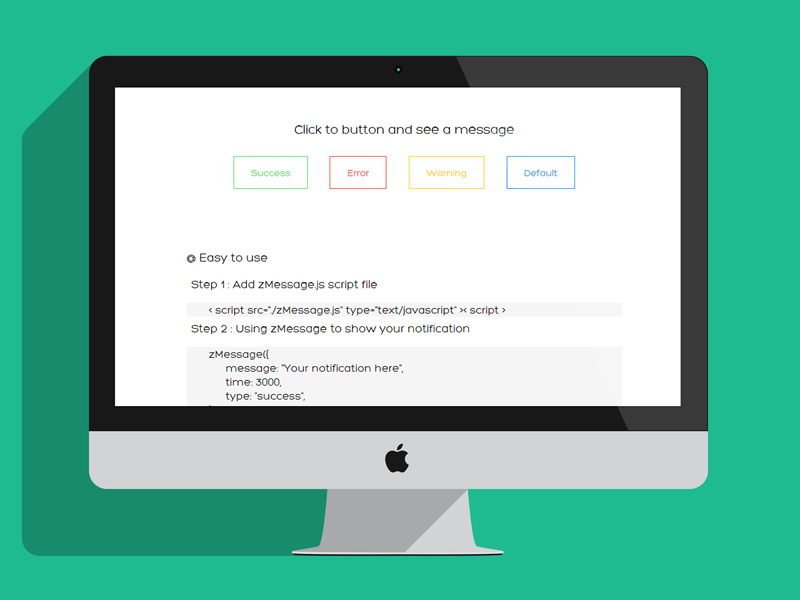 Click to button and see a message
Success Error Warning Default
Easy to use
Step 1 : Add zMessage.js script file
< script src="./zMessage.js" type="text/javascript" >< script >
Step 2 : Using zMessage to show your notification
zMessage({
message: "Your notification here",
time: 3000,
type: "success",